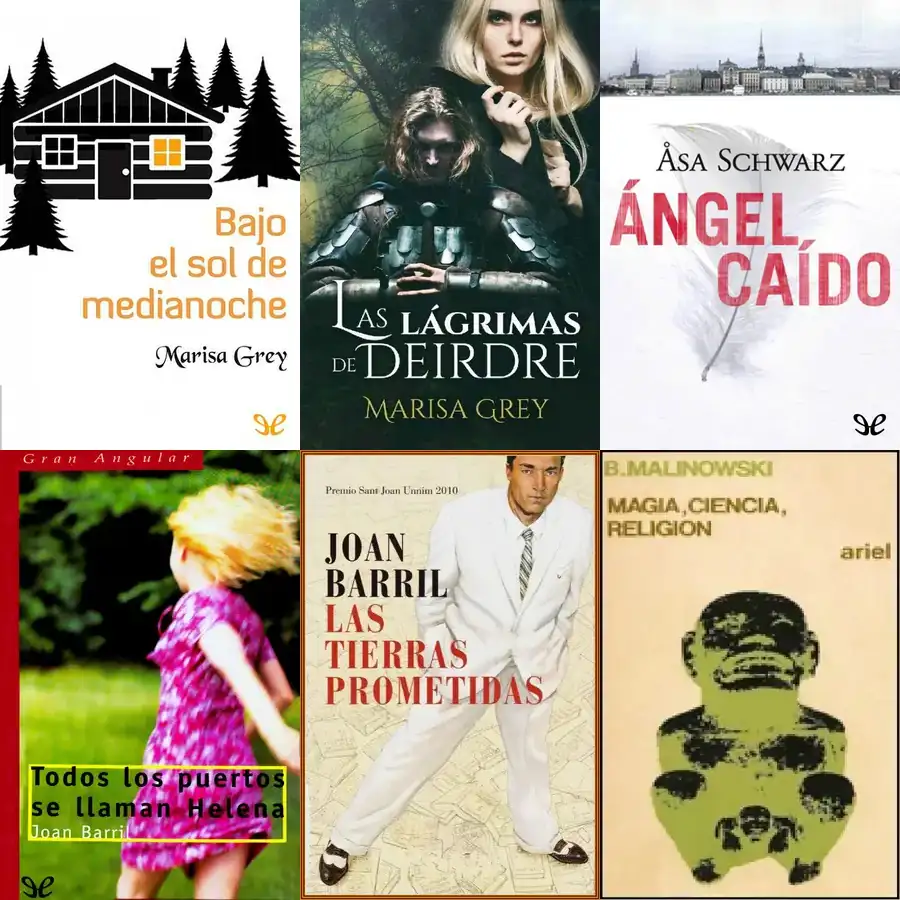 Bajo
el sol de
medianoche
Marisa Grey
Las lágrimas
de Deirdre
Marisa Grey
Åsa Schwarz
ÁNGEL
CAÍDO
Gran Angular
Todos los puertos
se llaman Helena
Joan Barril
Premio Sant Joan Unnim 2010
JOAN
BARRIL
LAS
TIERRAS
PROMETIDAS
B.MALINOWSKI
MAGIA, CIENCIA,
RELIGION
ariel